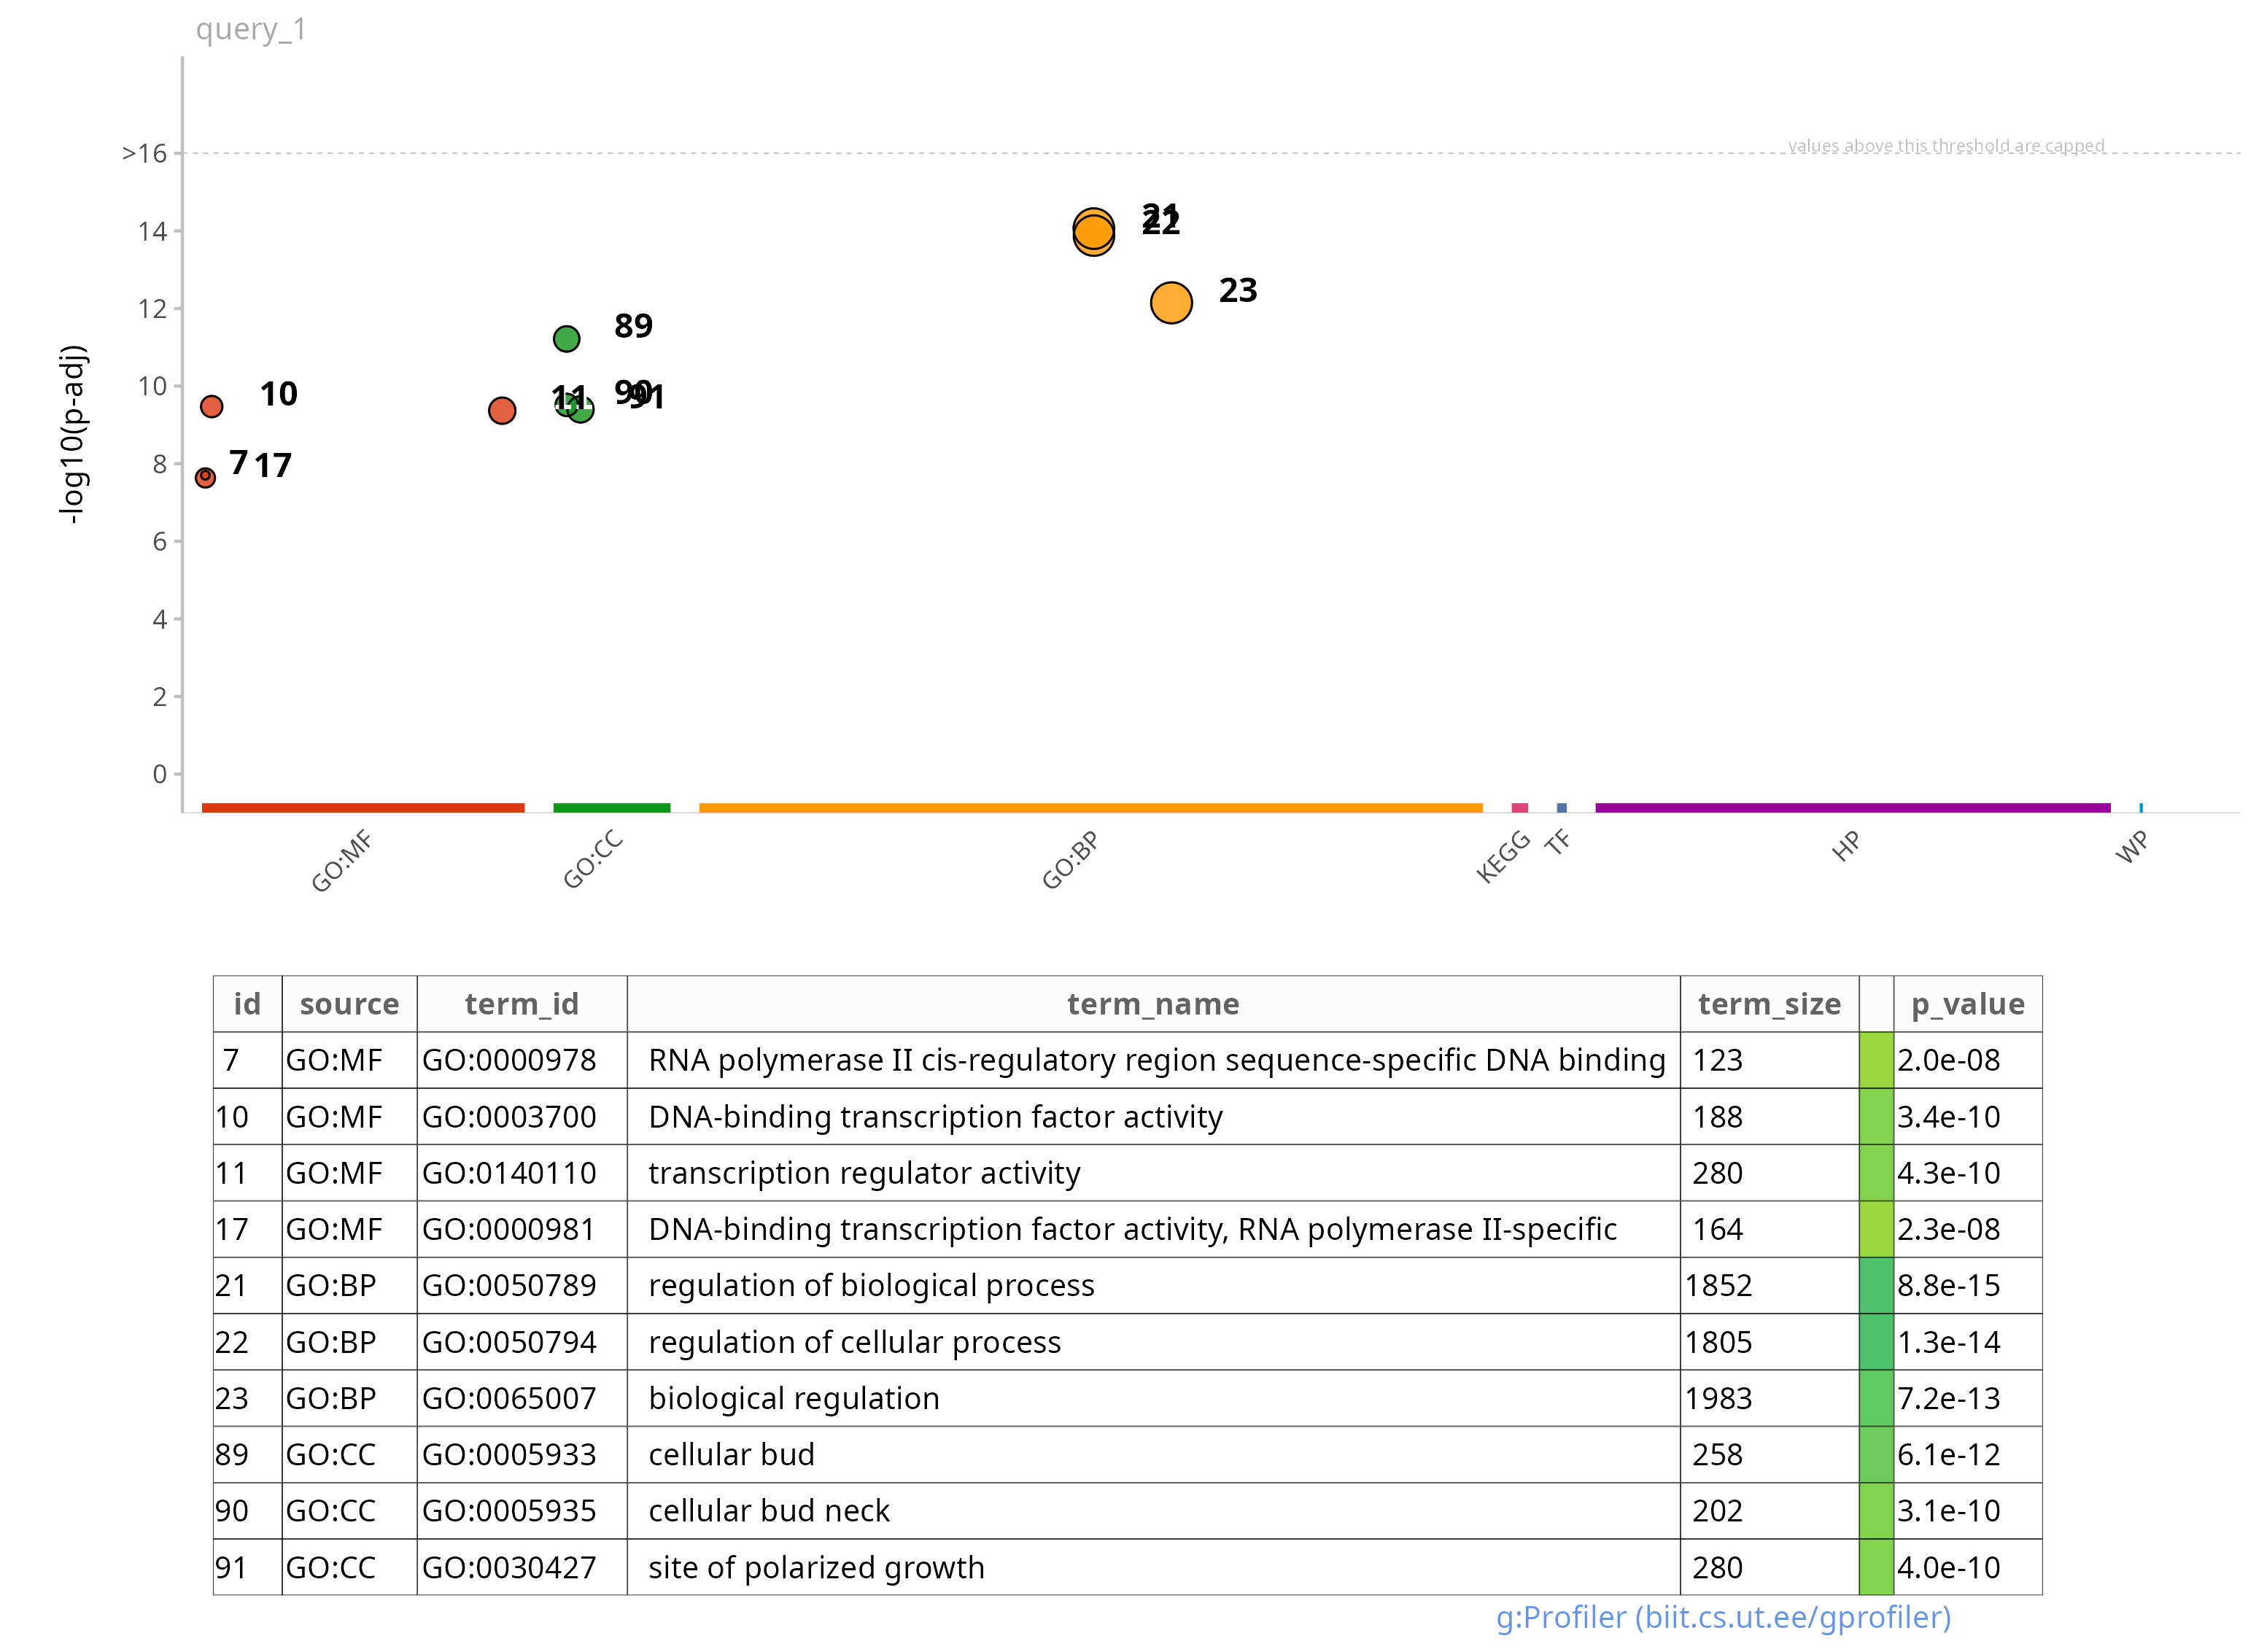 query_1
>16
values above this threshold are capped
14
12
10
8
6
4
2
0
-log10(p-adj)
21
22
23
89
10
11
90
91
7
17
GO:MF
GO:CC
GO:BP
KEGG
TF
HP
WP
id source term_id term_name term_size p_value
7 GO:MF GO:0000978 RNA polymerase II cis-regulatory region sequence-specific DNA binding 123 2.0e-08
10 GO:MF GO:0003700 DNA-binding transcription factor activity 188 3.4e-10
11 GO:MF GO:0140110 transcription regulator activity 280 4.3e-10
17 GO:MF GO:0000981 DNA-binding transcription factor activity, RNA polymerase II-specific 164 2.3e-08
21 GO:BP GO:0050789 regulation of biological process 1852 8.8e-15
22 GO:BP GO:0050794 regulation of cellular process 1805 1.3e-14
23 GO:BP GO:0065007 biological regulation 1983 7.2e-13
89 GO:CC GO:0005933 cellular bud 258 6.1e-12
90 GO:CC GO:0005935 cellular bud neck 202 3.1e-10
91 GO:CC GO:0030427 site of polarized growth 280 4.0e-10
g:Profiler (biit.cs.ut.ee/gprofiler)